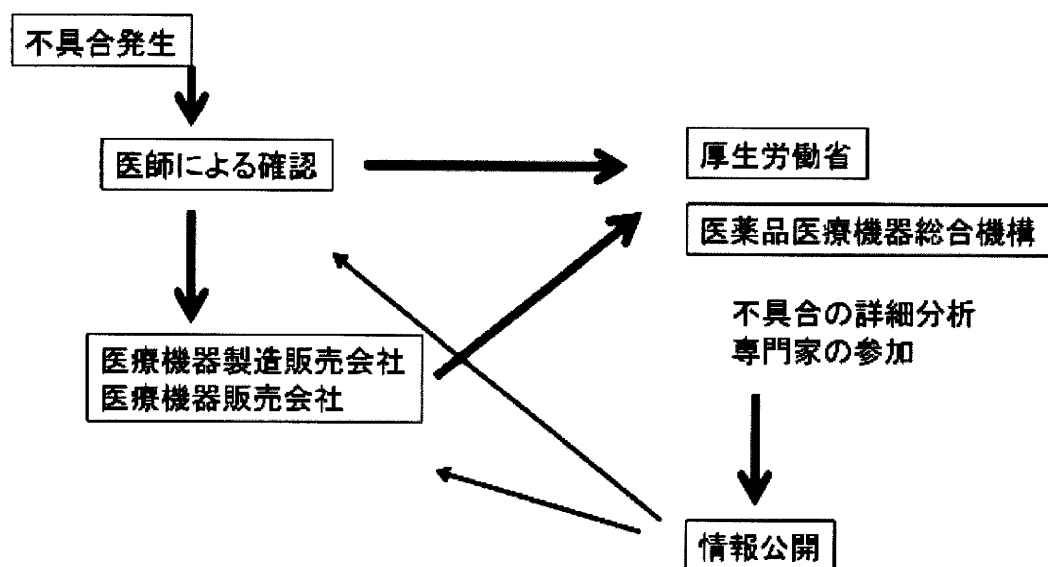 不具合発生
医師による確認
厚生労働省
医薬品医療機器総合機構
医療機器製造販売会社
医療機器販売会社
不具合の詳細分析
専門家の参加
情報公開